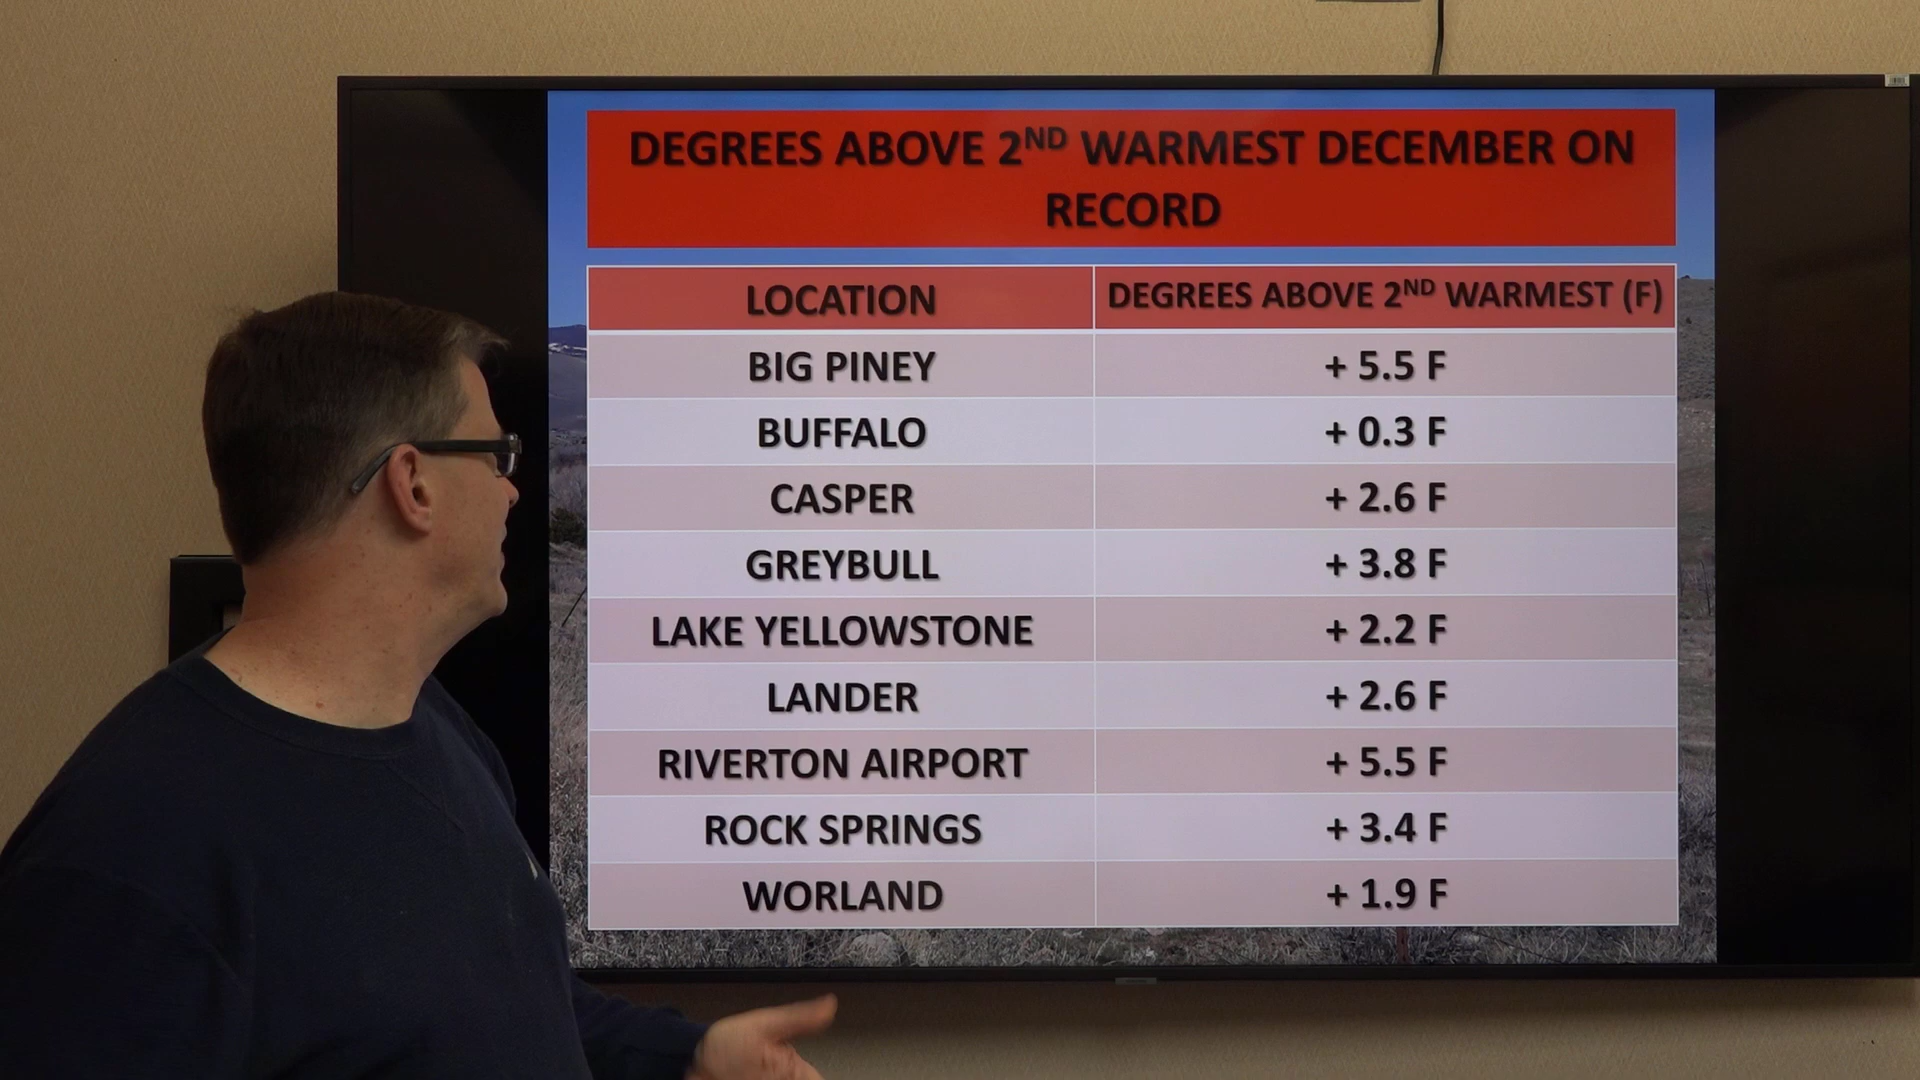 DEGREES ABOVE 2ND WARMEST DECEMBER ON
RECORD
LOCATION DEGREES ABOVE 2ND WARMEST (F)
BIG PINEY + 5.5 F
BUFFALO + 0.3 F
CASPER + 2.6 F
GREYBULL + 3.8 F
LAKE YELLOWSTONE + 2.2 F
LANDER + 2.6 F
RIVERTON AIRPORT + 5.5 F
ROCK SPRINGS + 3.4 F
WORLAND + 1.9 F